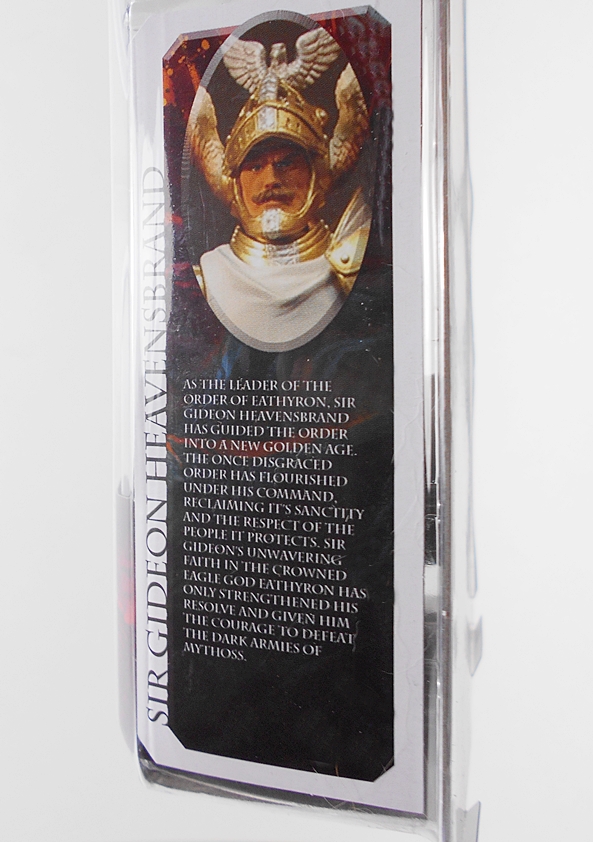 SIR GIDEON HEAVENSBRAND
AS THE LEADER OF THE
ORDER OF EATHYRON, SIR
GIDEON HEAVENSBRAND
HAS GUIDED THE ORDER
INTO A NEW GOLDEN AGE.
THE ONCE DISGRACED
ORDER HAS FLOURISHED
UNDER HIS COMMAND,
RECLAIMING IT'S SANCTITY
AND THE RESPECT OF THE
PEOPLE IT PROTECTS. SIR
GIDEON'S UNWAVERING
FAITH IN THE CROWNED
EAGLE GOD EATHYRON HAS
ONLY STRENGTHENED HIS
RESOLVE AND GIVEN HIM
THE COURAGE TO DEFEAT
THE DARK ARMIES OF
MYTHOSS.